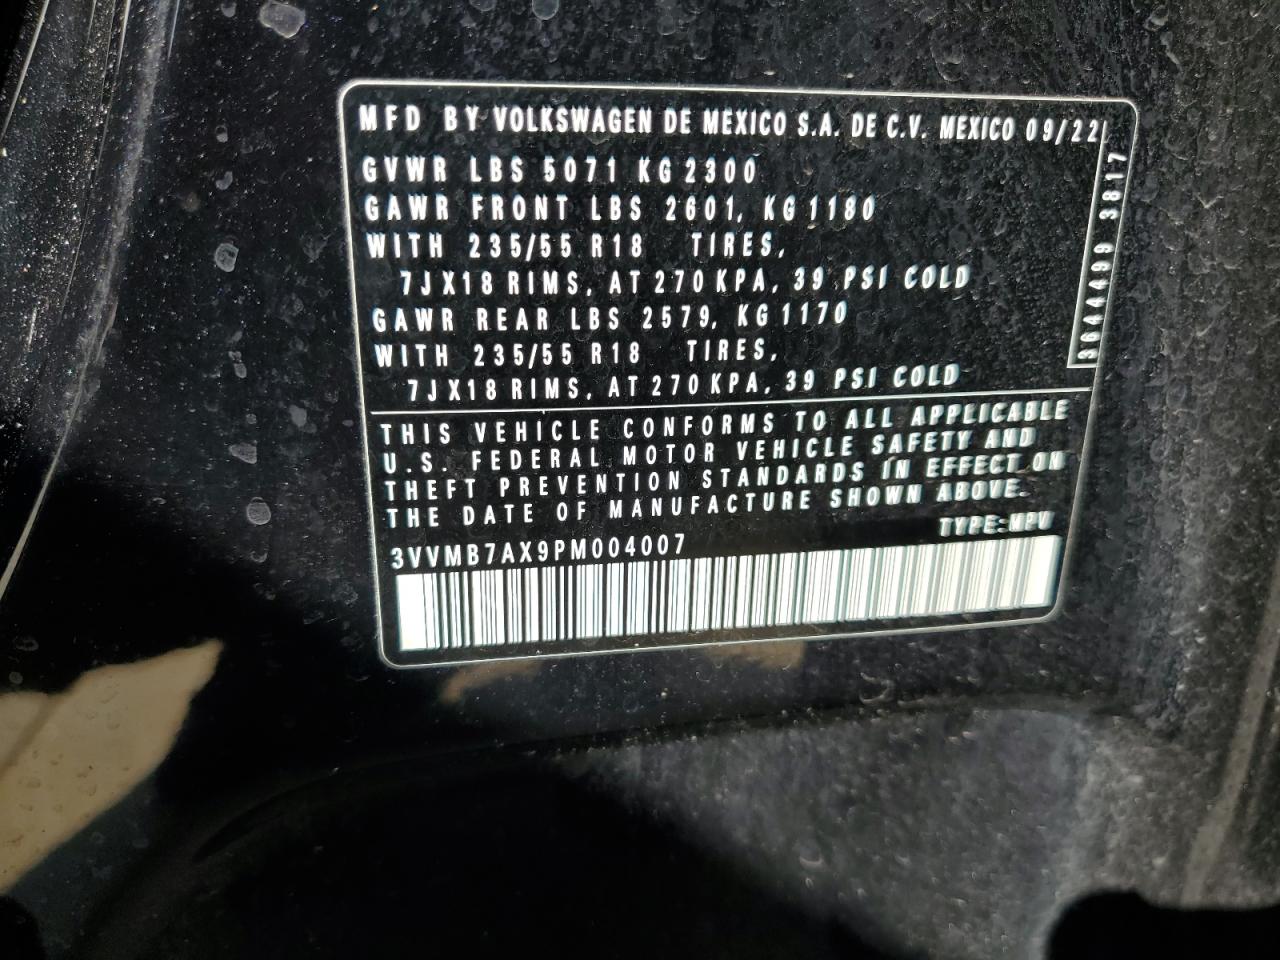 MFD BY VOLKSWAGEN DE MEXICO S.A. DE C.V. MEXICO 09/22
GVWR LBS 5071 KG 2300
GAWR FRONT LBS 2601, KG 1180
WITH 235/55 R18 TIRES,
7JX18 RIMS, AT 270 KPA, 39 PSI COLD
GAWR REAR LBS 2579, KG 1170
WITH 235/55 R18 TIRES,
7JX18 RIMS, AT 270 KPA, 39 PSI COLD
3644499 3817
THIS VEHICLE CONFORMS TO ALL APPLICABLE
U.S. FEDERAL MOTOR VEHICLE SAFETY AND
THEFT PREVENTION STANDARDS IN EFFECT ON
THE DATE OF MANUFACTURE SHOWN ABOVE.
TYPE:MPV
3VVMB7AX9PM004007